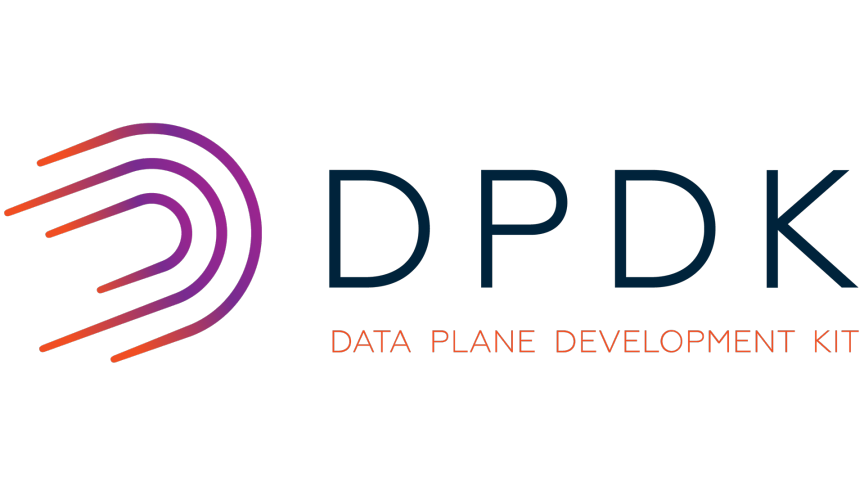 DPDK
DATA PLANE DEVELOPMENT KIT